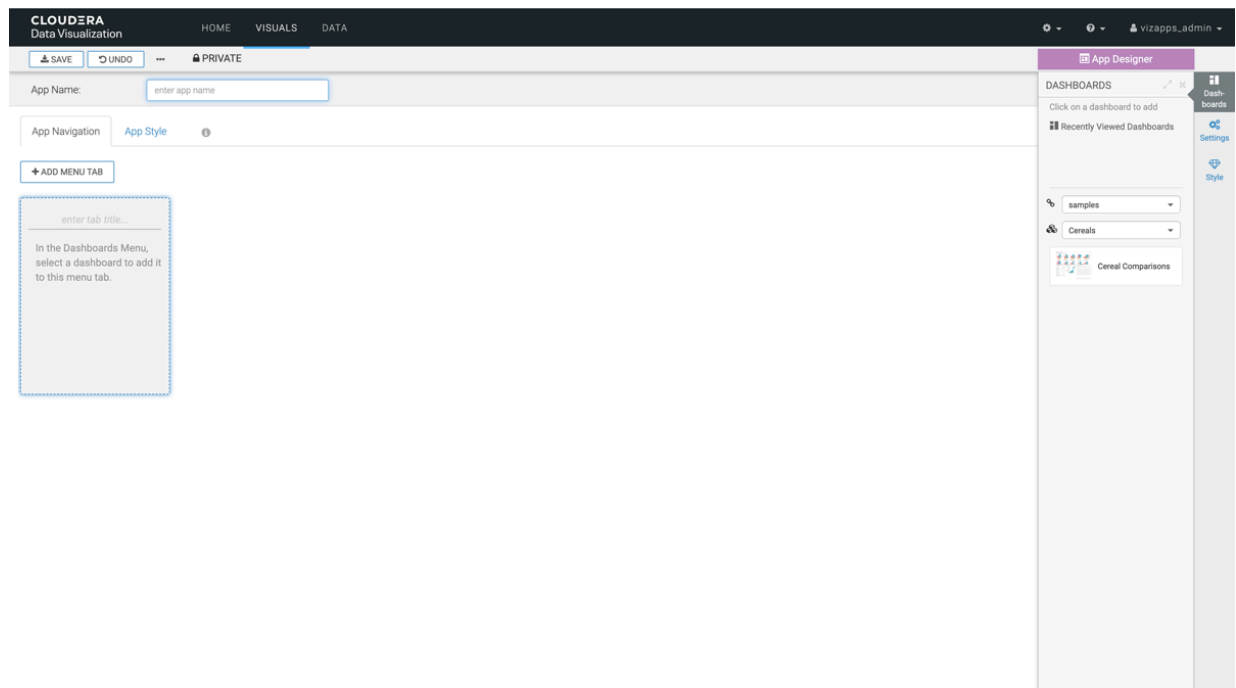 CLOUDERA
Data Visualization
HOME VISUALS DATA
vizapps_admin
SAVE UNDO ... PRIVATE
App Designer
App Name: enter app name
DASHBOARDS
Dash-
boards
Click on a dashboard to add
Recently Viewed Dashboards
Settings
Style
App Navigation App Style
+ ADD MENU TAB
enter tab title...
In the Dashboards Menu,
select a dashboard to add it
to this menu tab.
samples
Cereals
Cereal Comparisons